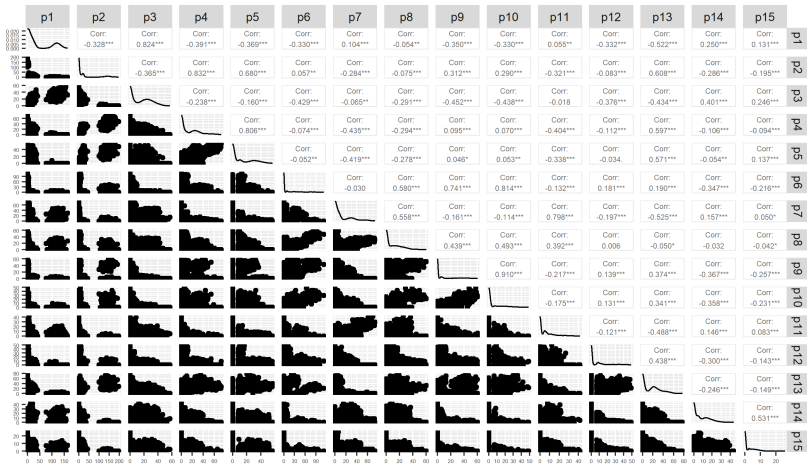 p1 p2 p3 p4 p5 p6 p7 p8 p9 p10 p11 p12 p13 p14 p15
Corr: Corr: Corr: Corr: Corr: Corr: Corr: Corr: Corr: Corr: Corr: Corr: Corr: Corr:
-0.328*** 0.824*** -0.391*** -0.369*** -0.330*** 0.104*** -0.054** -0.350*** -0.330*** 0.055** -0.332*** -0.522*** 0.250*** 0.131*** p1
Corr: Corr: Corr: Corr: Corr: Corr: Corr: Corr: Corr: Corr: Corr: Corr: Corr:
-0.365*** 0.832*** 0.680*** 0.057** -0.284*** -0.075*** 0.312*** 0.290*** -0.321*** -0.083*** 0.608*** -0.286*** -0.195*** p2
Corr: Corr: Corr: Corr: Corr: Corr: Corr: Corr: Corr: Corr: Corr: Corr:
-0.238*** -0.160*** -0.429*** -0.065** -0.291*** -0.452*** -0.438*** -0.018 -0.376*** -0.434*** 0.401*** 0.246*** p3
Corr: Corr: Corr: Corr: Corr: Corr: Corr: Corr: Corr: Corr: Corr:
0.806*** -0.074*** -0.435*** -0.294*** 0.095*** 0.070*** -0.404*** -0.112*** 0.597*** -0.106*** -0.094*** p4
Corr: Corr: Corr: Corr: Corr: Corr: Corr: Corr: Corr: Corr:
-0.052** -0.419*** -0.278*** 0.046* 0.053** -0.338*** -0.034. 0.571*** -0.054** 0.137*** p5
Corr: Corr: Corr: Corr: Corr: Corr: Corr: Corr: Corr:
-0.030 0.580*** 0.741*** 0.814*** -0.132*** 0.181*** 0.190*** -0.347*** -0.216*** p6
Corr: Corr: Corr: Corr: Corr: Corr: Corr: Corr:
0.558*** -0.161*** -0.114*** 0.798*** -0.197*** -0.525*** 0.157*** 0.050* p7
Corr: Corr: Corr: Corr: Corr: Corr: Corr:
0.439*** 0.493*** 0.392*** 0.006 -0.050* -0.032 -0.042* p8
Corr: Corr: Corr: Corr: Corr: Corr:
0.910*** -0.217*** 0.139*** 0.374*** -0.367*** -0.257*** p9
Corr: Corr: Corr: Corr: Corr:
-0.175*** 0.131*** 0.341*** -0.358*** -0.231*** p10
Corr: Corr: Corr: Corr:
-0.121*** -0.488*** 0.146*** 0.083*** p11
Corr: Corr: Corr:
0.438*** -0.300*** -0.143*** p12
Corr: Corr:
-0.246*** -0.149*** p13
Corr:
0.531*** p14
p15